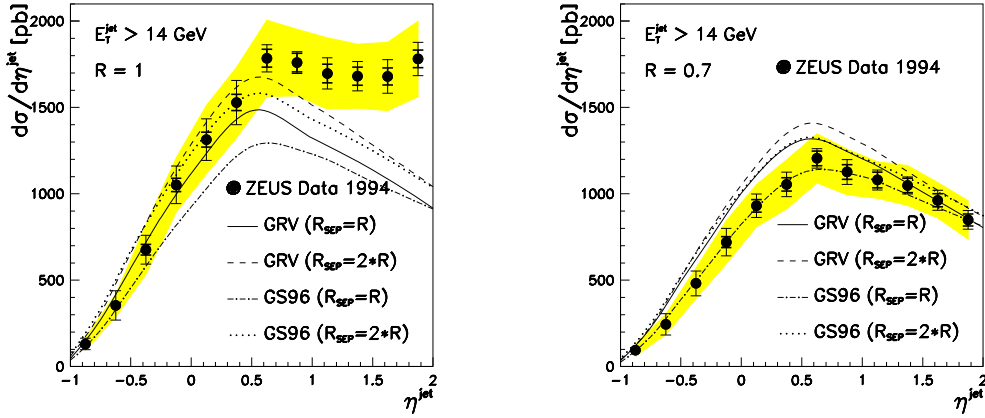 dσ/dη^jet [pb]
2000
1500
1000
500
0
E_T^jet > 14 GeV
R = 1
ZEUS Data 1994
GRV (R_SEP=R)
GRV (R_SEP=2*R)
GS96 (R_SEP=R)
GS96 (R_SEP=2*R)
-1 -0.5 0 0.5 1 1.5 2
η^jet
dσ/dη^jet [pb]
2000
1500
1000
500
0
E_T^jet > 14 GeV
R = 0.7
ZEUS Data 1994
GRV (R_SEP=R)
GRV (R_SEP=2*R)
GS96 (R_SEP=R)
GS96 (R_SEP=2*R)
-1 -0.5 0 0.5 1 1.5 2
η^jet